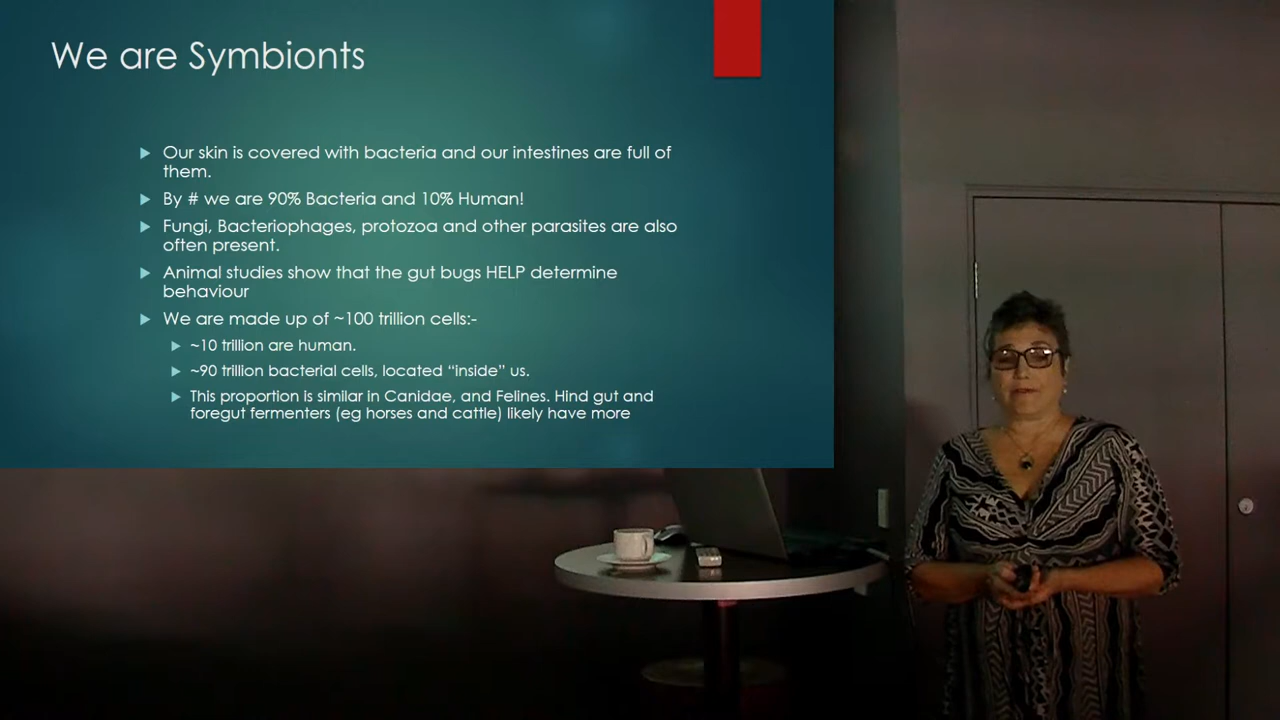 We are Symbionts
Our skin is covered with bacteria and our intestines are full of
them.
By # we are 90% Bacteria and 10% Human!
Fungi, Bacteriophages, protozoa and other parasites are also
often present.
Animal studies show that the gut bugs HELP determine
behaviour
We are made up of ~100 trillion cells:-
~10 trillion are human.
~90 trillion bacterial cells, located “inside” us.
This proportion is similar in Canidae, and Felines. Hind gut and
foregut fermenters (eg horses and cattle) likely have more